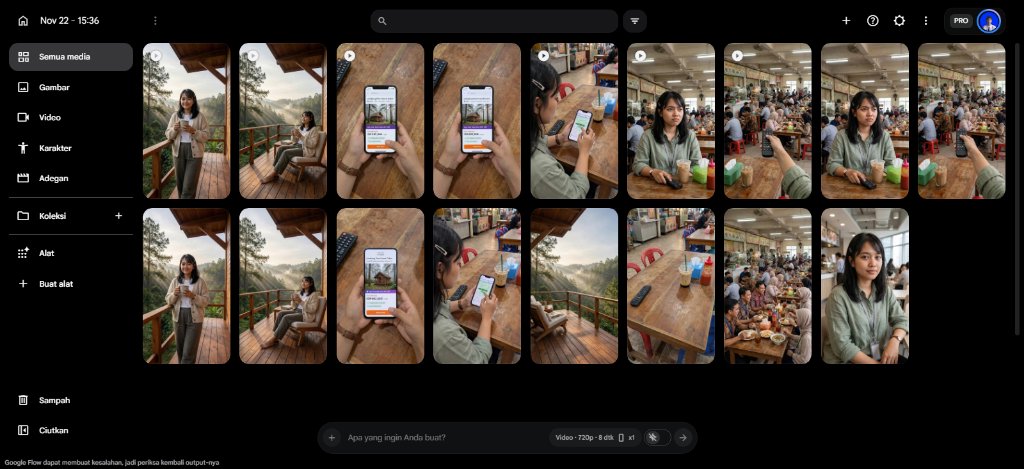 Nov 22 - 15:36
PRO
Semua media
Gambar
Video
Karakter
Adegan
Koleksi
Alat
Buat alat
Sampah
Ciutkan
Apa yang ingin Anda buat?
Video · 720p · 8 dtk
x1
Google Flow dapat membuat kesalahan, jadi periksa kembali output-nya